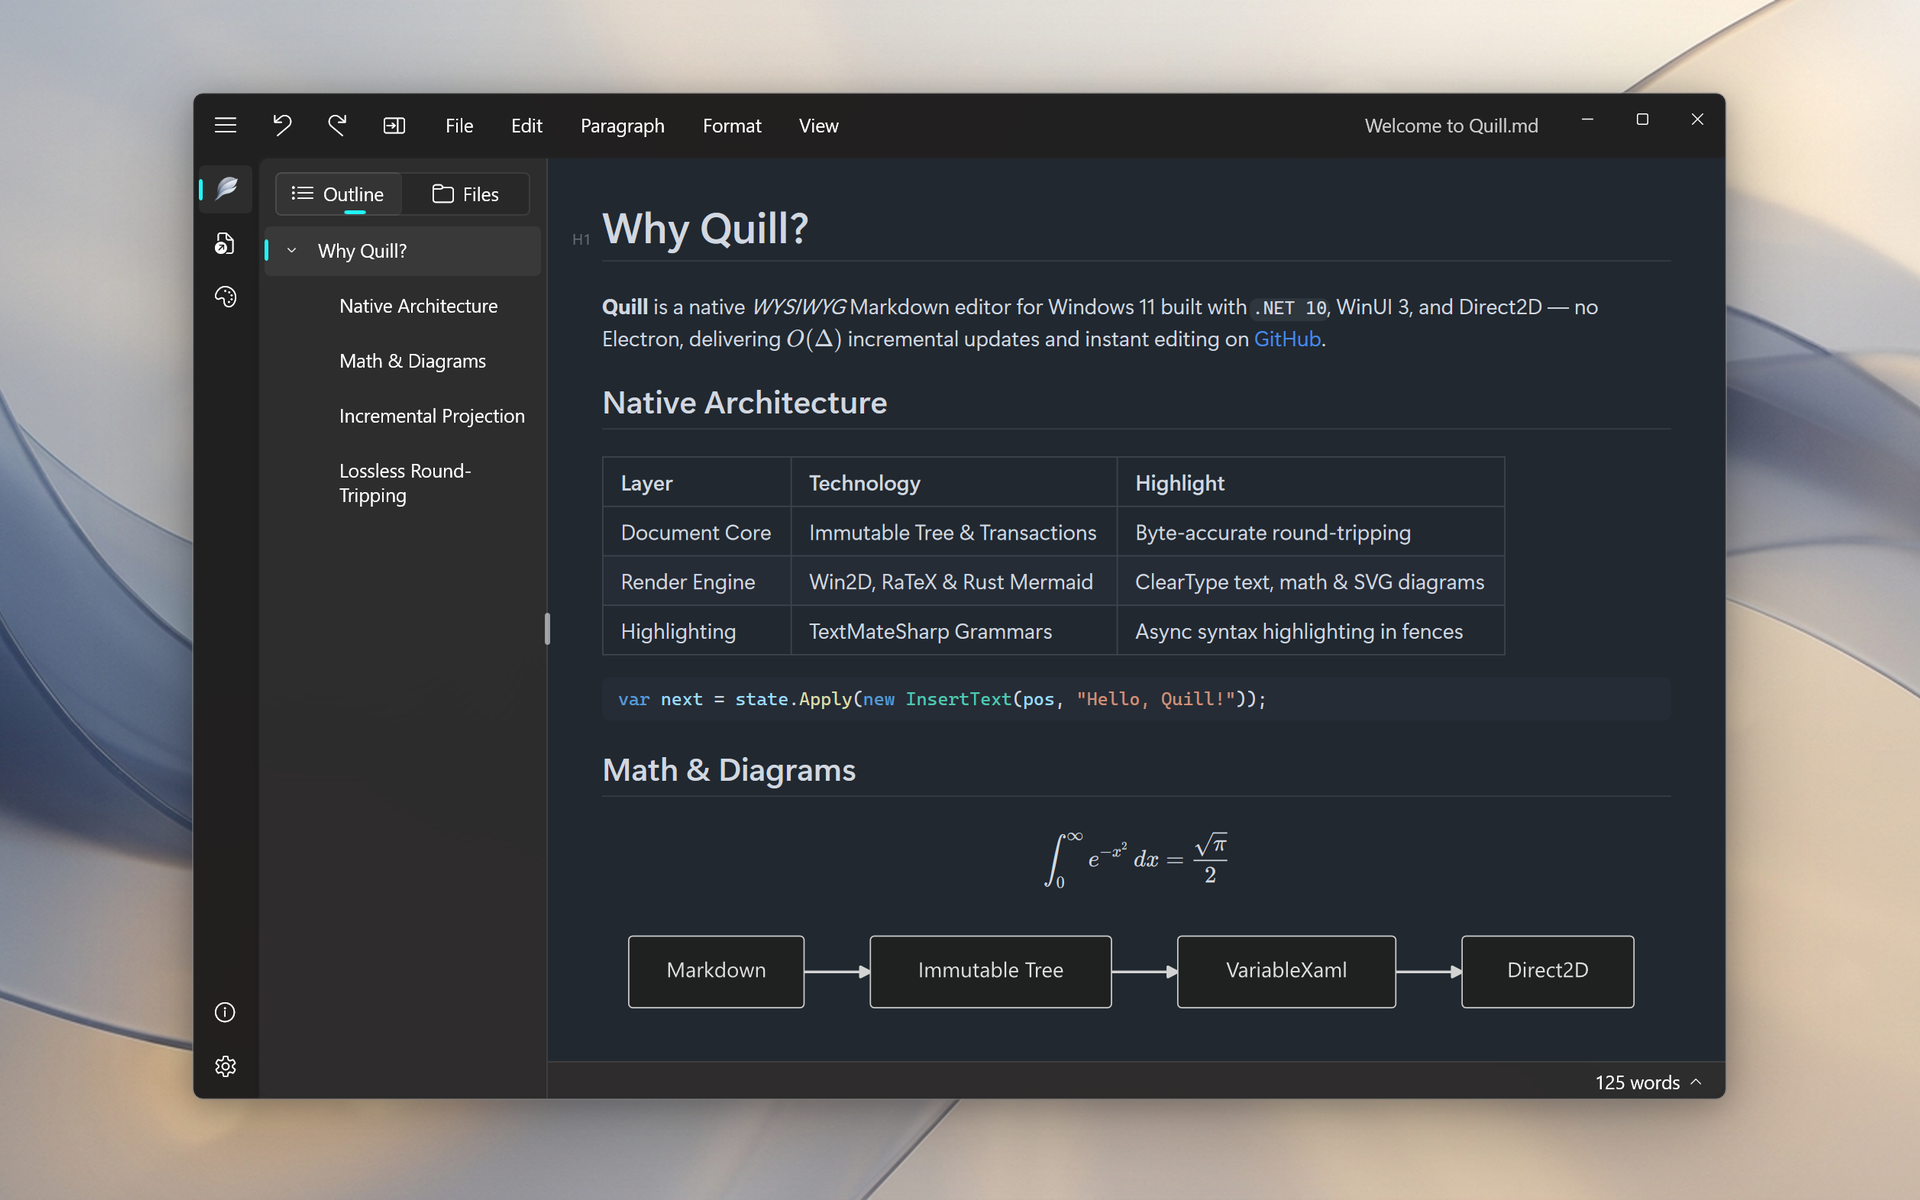 File Edit Paragraph Format View Welcome to Quill.md
Outline Files
Why Quill?
Native Architecture
Math & Diagrams
Incremental Projection
Lossless Round-
Tripping
H1 Why Quill?
Quill is a native WYSIWYG Markdown editor for Windows 11 built with .NET 10, WinUI 3, and Direct2D — no
Electron, delivering O(Δ) incremental updates and instant editing on GitHub.
Native Architecture
Layer Technology Highlight
Document Core Immutable Tree & Transactions Byte-accurate round-tripping
Render Engine Win2D, RaTeX & Rust Mermaid ClearType text, math & SVG diagrams
Highlighting TextMateSharp Grammars Async syntax highlighting in fences
var next = state.Apply(new InsertText(pos, "Hello, Quill!"));
Math & Diagrams
∫₀^∞ e^{-x²} dx = √π / 2
Markdown Immutable Tree VariableXaml Direct2D
125 words